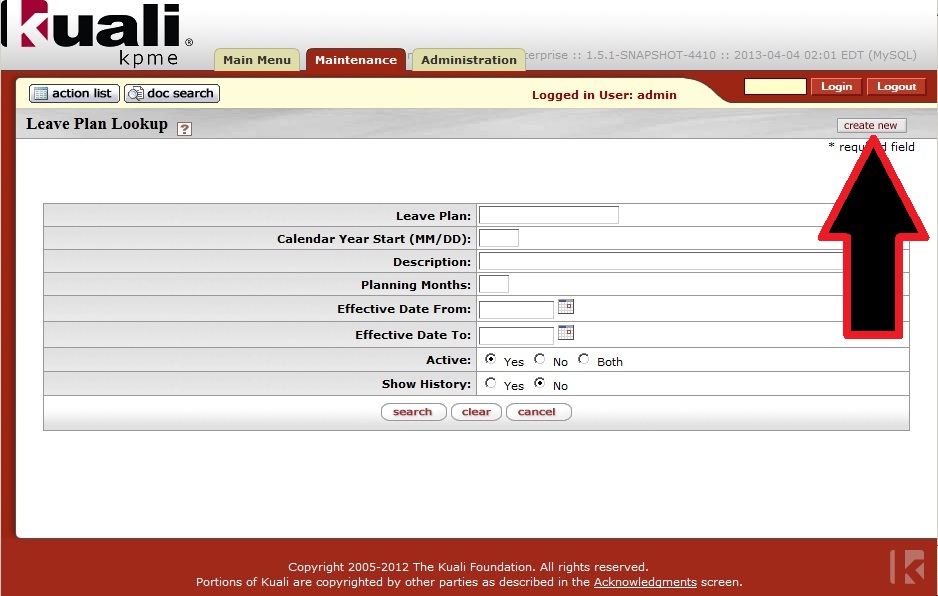 kuali®
kpme
Main Menu Maintenance Administration erprise :: 1.5.1-SNAPSHOT-4410 :: 2013-04-04 02:01 EDT (MySQL)
action list doc search Logged in User: admin Login Logout
Leave Plan Lookup ? create new
* field
Leave Plan:
Calendar Year Start (MM/DD):
Description:
Planning Months:
Effective Date From:
Effective Date To:
Active: Yes No Both
Show History: Yes No
search clear cancel
Copyright 2005-2012 The Kuali Foundation. All rights reserved.
Portions of Kuali are copyrighted by other parties as described in the Acknowledgments screen.